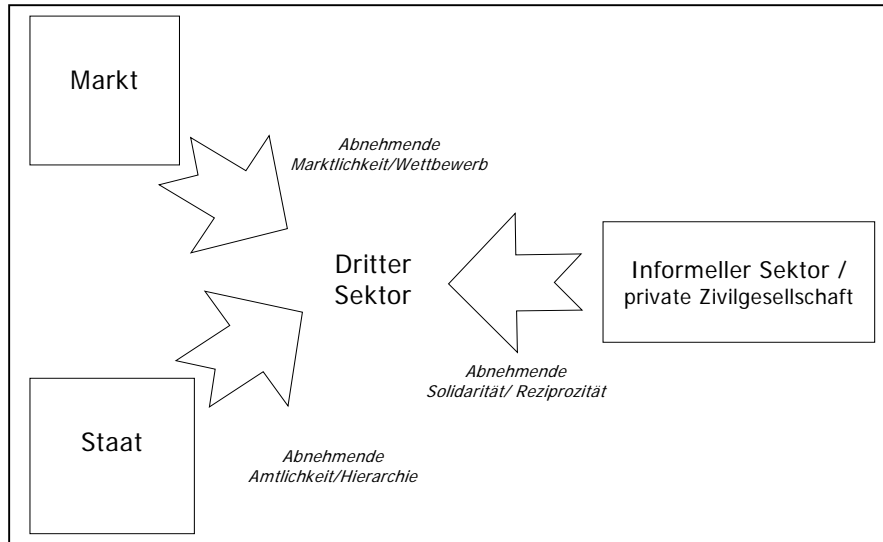 Markt
Abnehmende
Marktlichkeit/Wettbewerb
Dritter
Sektor
Informeller Sektor /
private Zivilgesellschaft
Abnehmende
Solidarität/ Reziprozität
Staat
Abnehmende
Amtlichkeit/Hierarchie